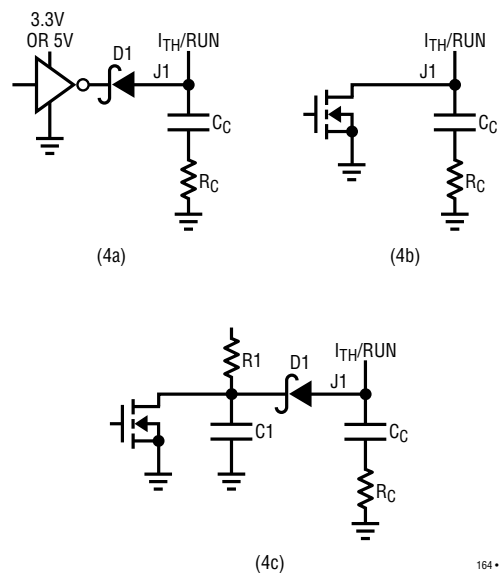 3.3V
OR 5V
D1
ITH/RUN
J1
CC
RC
(4a)
ITH/RUN
J1
CC
RC
(4b)
R1
D1
ITH/RUN
J1
C1
CC
RC
(4c)
164 •